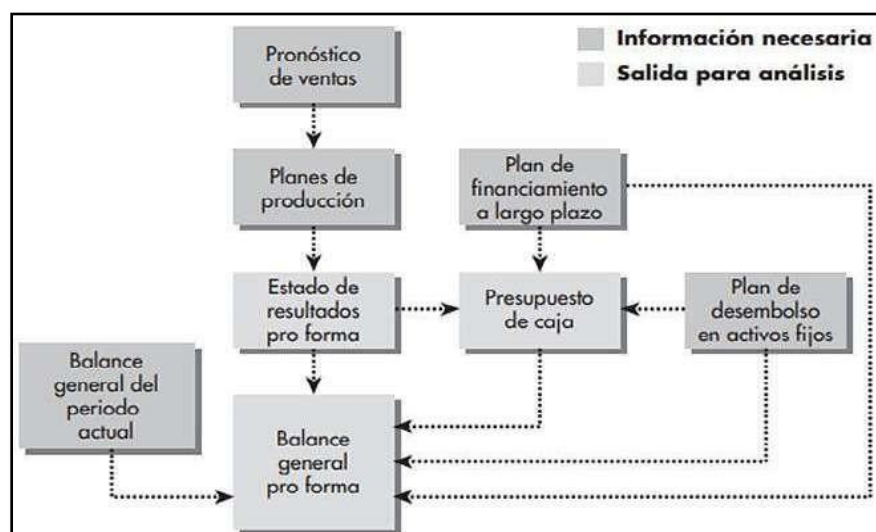 Pronóstico
de ventas
Información necesaria
Salida para análisis
Planes de
producción
Plan de
financiamiento
a largo plazo
Estado de
resultados
pro forma
Presupuesto
de caja
Plan de
desembolso
en activos fijos
Balance
general del
periodo
actual
Balance
general
pro forma